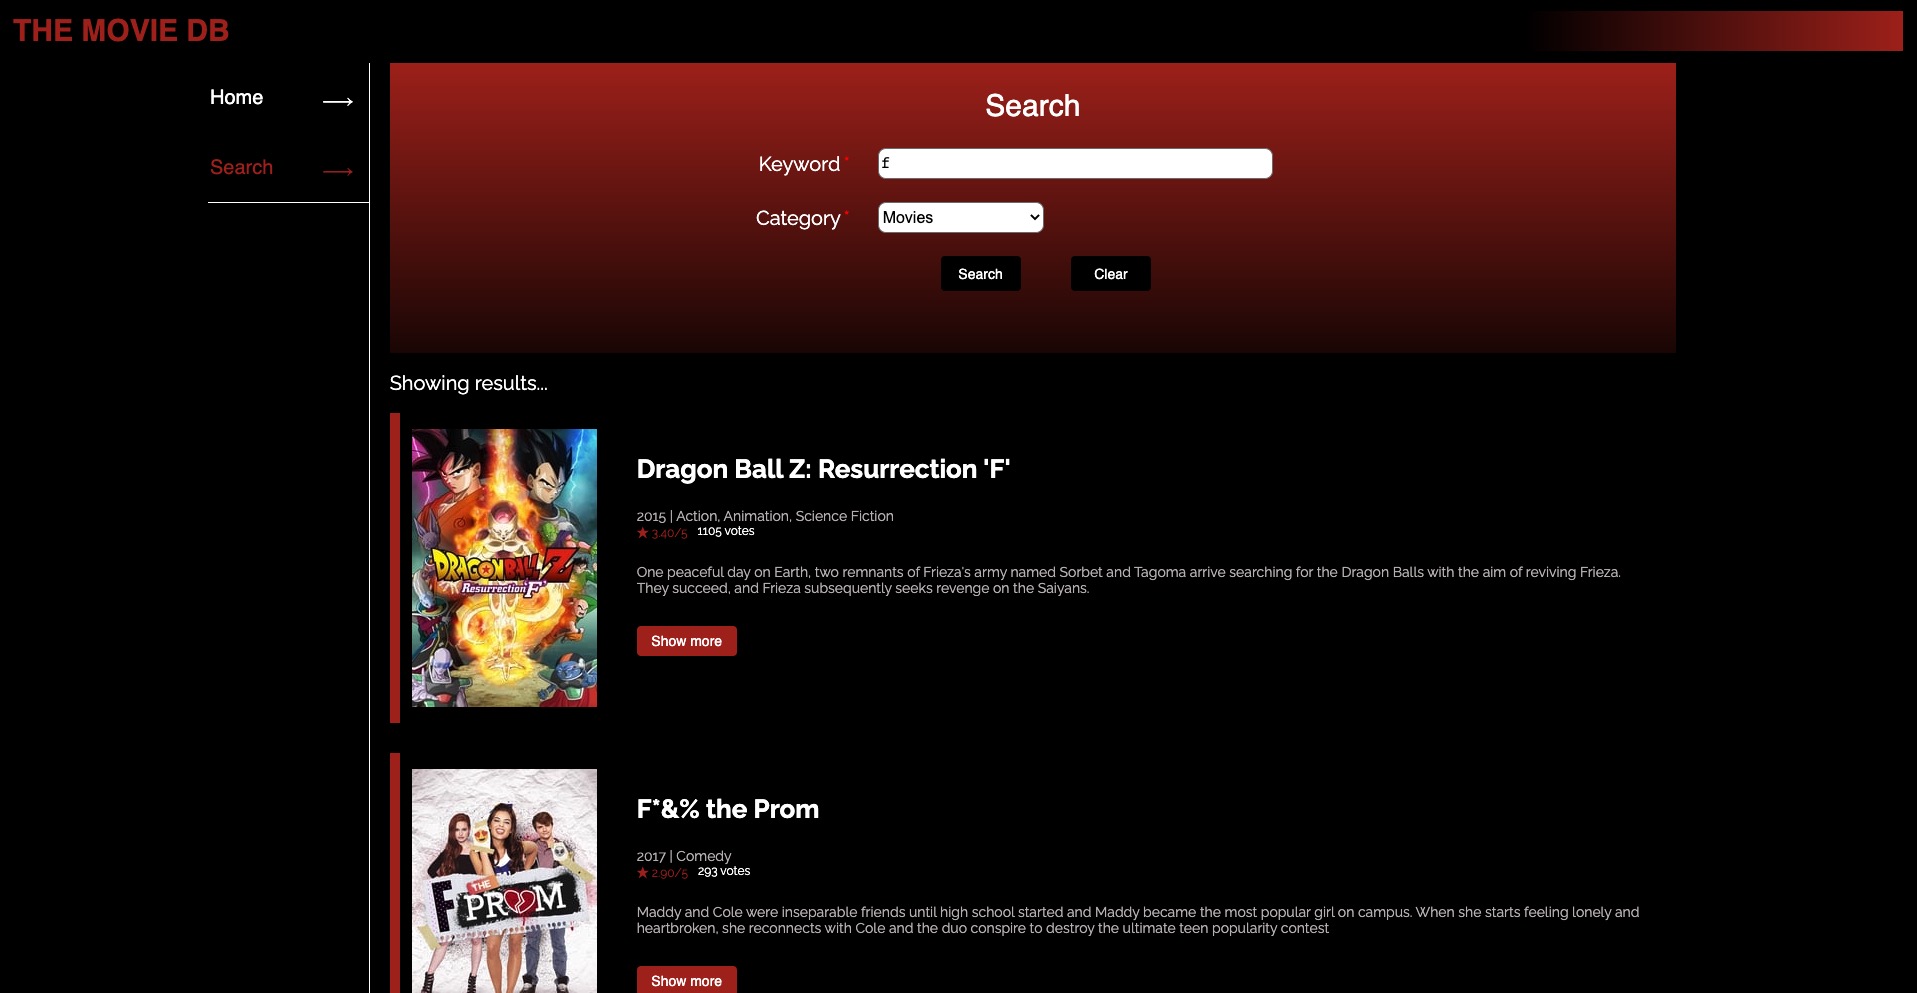 THE MOVIE DB
Home
Search
Search
Keyword *
f
Category *
Movies
Search
Clear
Showing results...
DRAGON BALL Z
Resurrection 'F'
Dragon Ball Z: Resurrection 'F'
2015 | Action, Animation, Science Fiction
★ 3.40/5 1105 votes
One peaceful day on Earth, two remnants of Frieza's army named Sorbet and Tagoma arrive searching for the Dragon Balls with the aim of reviving Frieza.
They succeed, and Frieza subsequently seeks revenge on the Saiyans.
Show more
F THE PROM
F*&% the Prom
2017 | Comedy
★ 2.90/5 293 votes
Maddy and Cole were inseparable friends until high school started and Maddy became the most popular girl on campus. When she starts feeling lonely and
heartbroken, she reconnects with Cole and the duo conspire to destroy the ultimate teen popularity contest
Show more